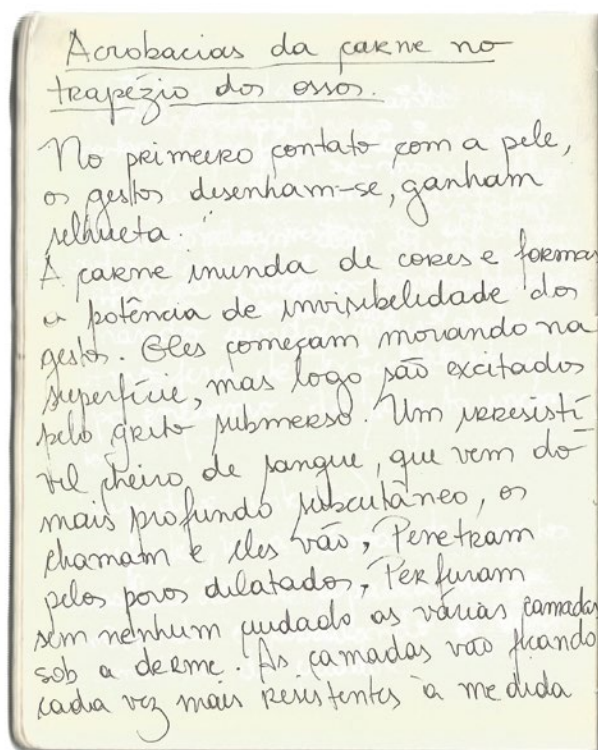 Acrobacias da carne no
trapézio dos ossos.
No primeiro contato com a pele,
os gestos desenham-se, ganham
silhueta.
A carne inunda de cores e formas
a potência de invisibelidade dos
gestos. Eles começam morando na
superfície, mas logo são excitados
pelo grito submerso. Um irresistí
vel cheiro de sangue, que vem do
mais profundo subcutâneo, os
chamam e eles vão, Penetram
pelos poros dilatados, Perfuram
sem nenhum cuidado as várias camadas
sob a derme. As camadas vão ficando
cada vez mais resistentes à medida